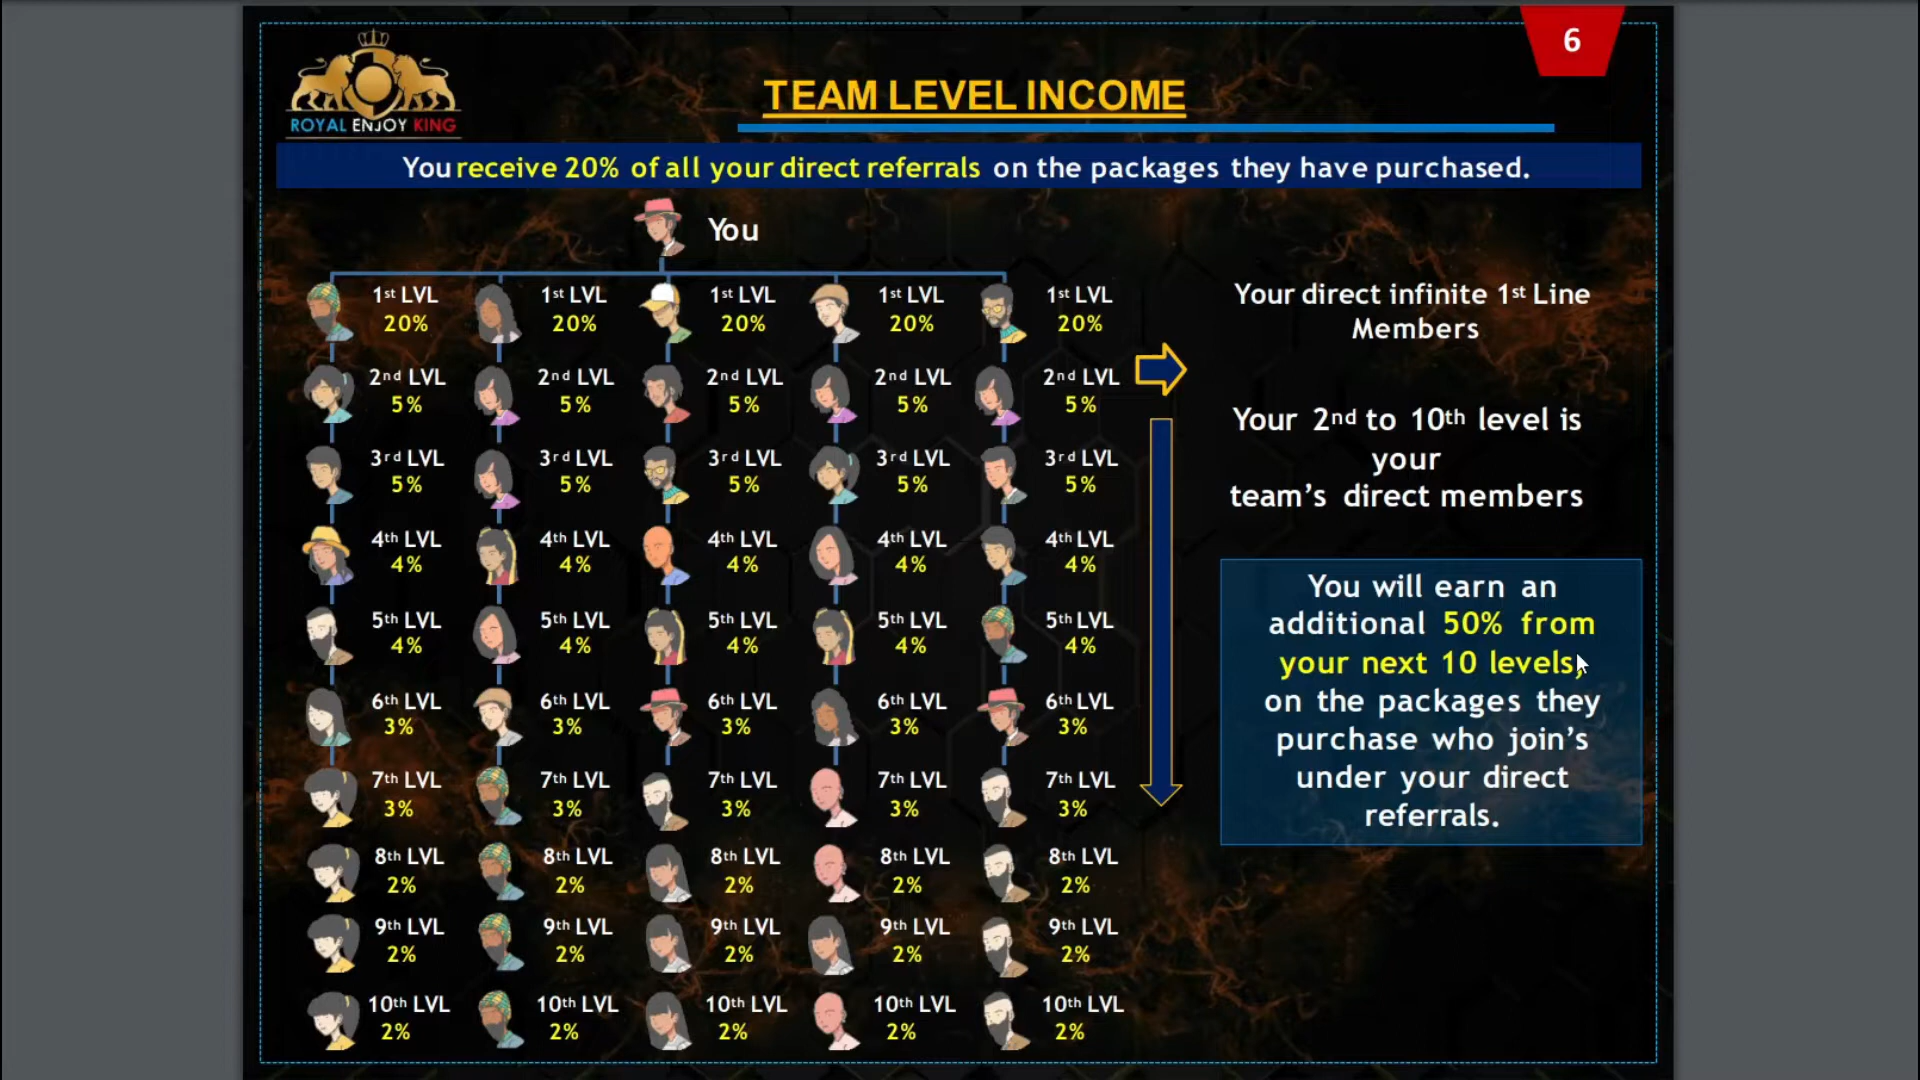 6
ROYAL ENJOY KING
TEAM LEVEL INCOME
You receive 20% of all your direct referrals on the packages they have purchased.
You
1st LVL 1st LVL 1st LVL 1st LVL 1st LVL
20% 20% 20% 20% 20%
2nd LVL 2nd LVL 2nd LVL 2nd LVL 2nd LVL
5% 5% 5% 5% 5%
3rd LVL 3rd LVL 3rd LVL 3rd LVL 3rd LVL
5% 5% 5% 5% 5%
4th LVL 4th LVL 4th LVL 4th LVL 4th LVL
4% 4% 4% 4% 4%
5th LVL 5th LVL 5th LVL 5th LVL 5th LVL
4% 4% 4% 4% 4%
6th LVL 6th LVL 6th LVL 6th LVL 6th LVL
3% 3% 3% 3% 3%
7th LVL 7th LVL 7th LVL 7th LVL 7th LVL
3% 3% 3% 3% 3%
8th LVL 8th LVL 8th LVL 8th LVL 8th LVL
2% 2% 2% 2% 2%
9th LVL 9th LVL 9th LVL 9th LVL 9th LVL
2% 2% 2% 2% 2%
10th LVL 10th LVL 10th LVL 10th LVL 10th LVL
2% 2% 2% 2% 2%
Your direct infinite 1st Line
Members
Your 2nd to 10th level is
your
team's direct members
You will earn an
additional 50% from
your next 10 levels,
on the packages they
purchase who join's
under your direct
referrals.